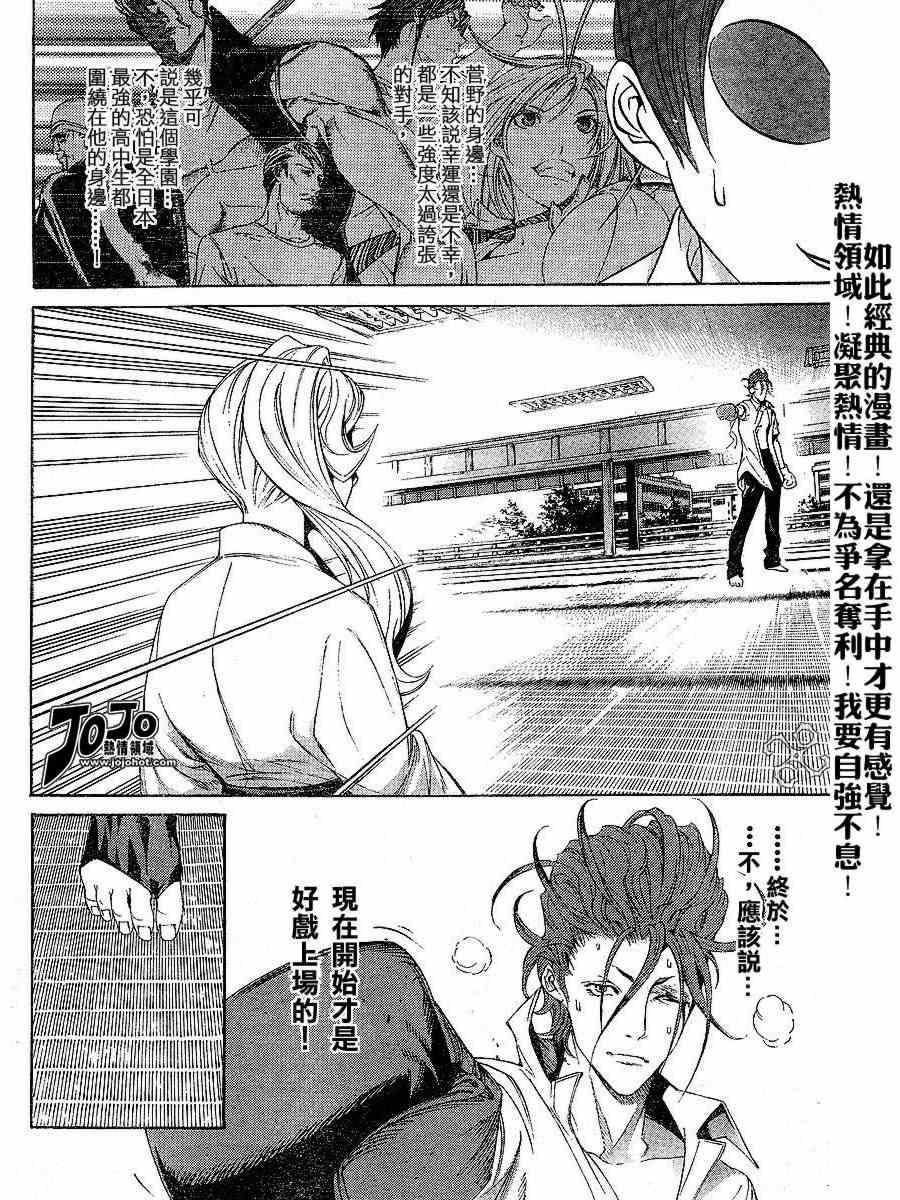 菅野的身邊…
不知該說幸運還是不幸，
都是一些強度太過誇張
的對手，
幾乎可
說是這個學園…
不，恐怕是全日本
最強的高中生都
圍繞在他的身邊……！
如此經典的漫畫！還是拿在手中才更有感覺！
熱情領域！凝聚熱情！不為爭名奪利！我要自強不息！
JOJO
熱情領域
www.jojohot.com
……終於…
…不，應該說…
現在開始才是
好戲上場的！